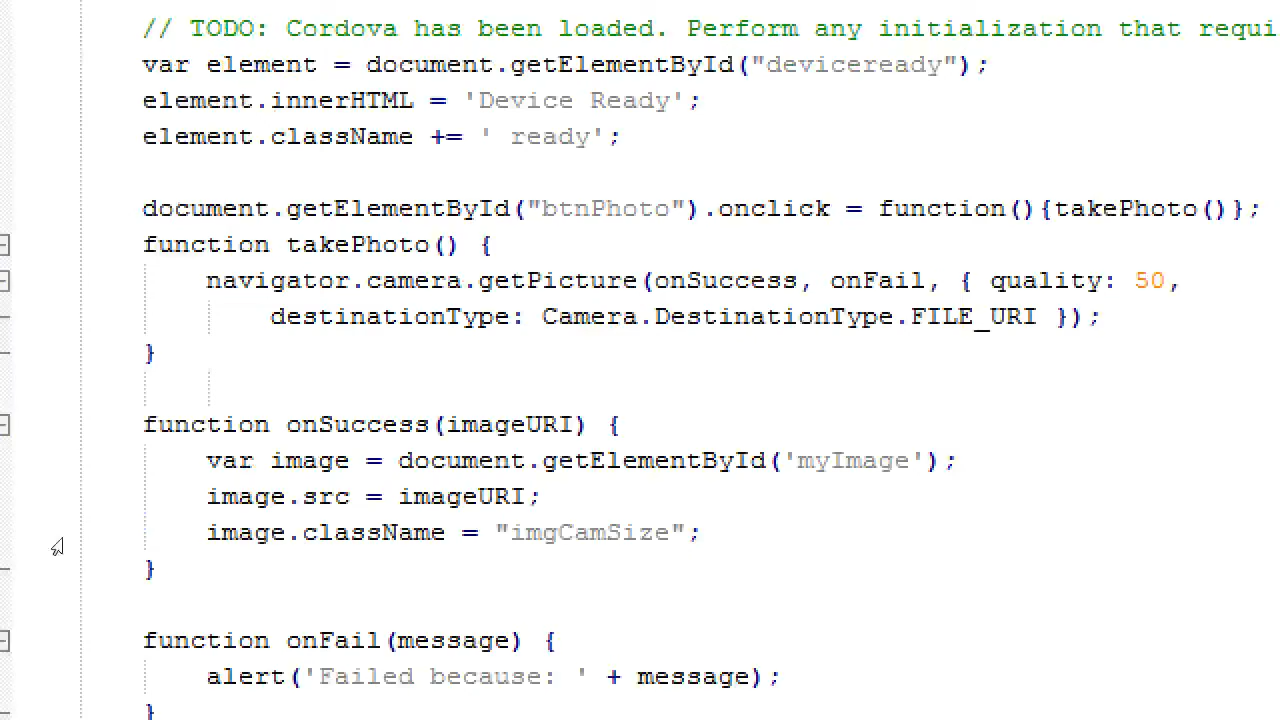 // TODO: Cordova has been loaded. Perform any initialization that requi
var element = document.getElementById("deviceready");
element.innerHTML = 'Device Ready';
element.className += ' ready';
document.getElementById("btnPhoto").onclick = function(){takePhoto()};
function takePhoto() {
navigator.camera.getPicture(onSuccess, onFail, { quality: 50,
destinationType: Camera.DestinationType.FILE_URI });
}
function onSuccess(imageURI) {
var image = document.getElementById('myImage');
image.src = imageURI;
image.className = "imgCamSize";
}
function onFail(message) {
alert('Failed because: ' + message);
}